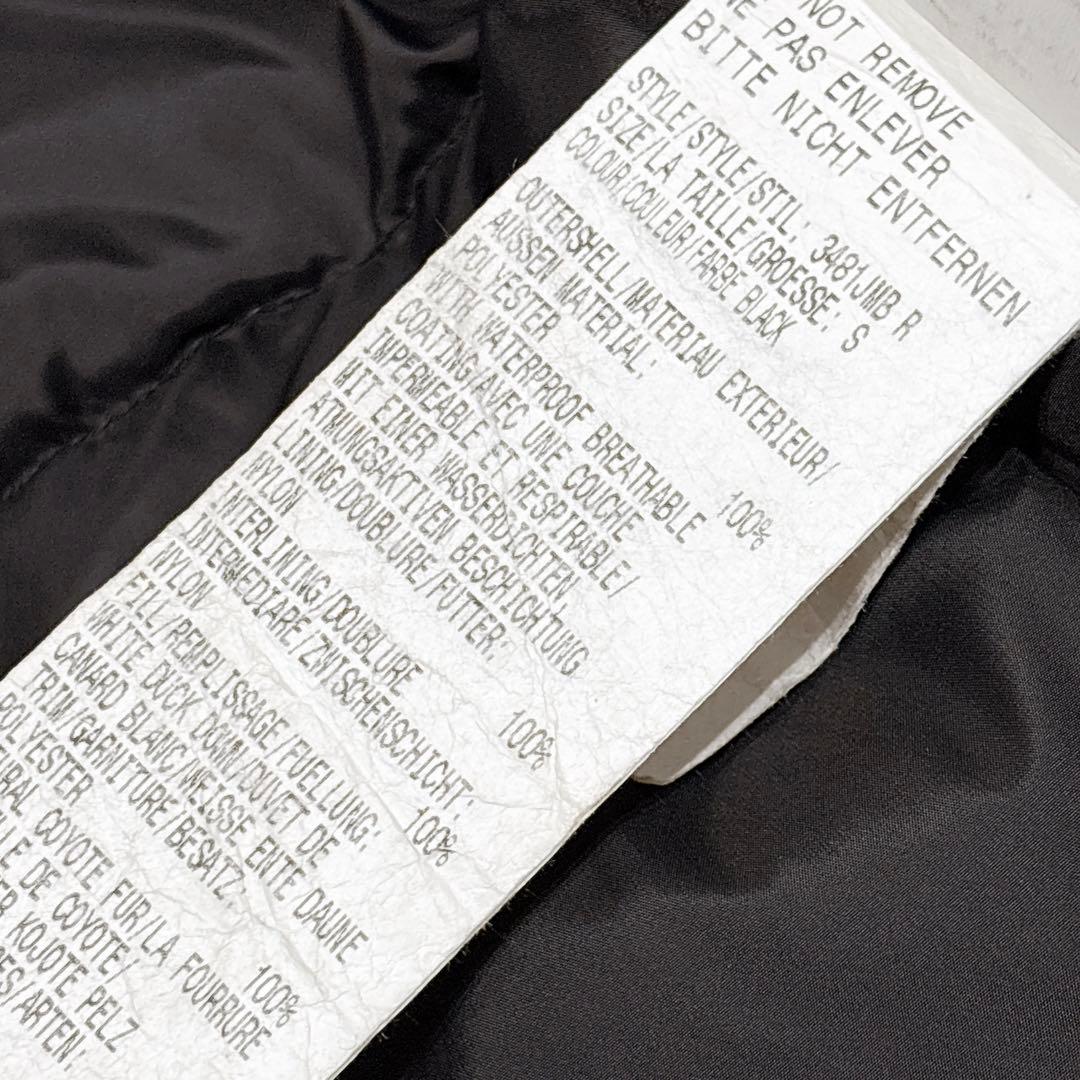 NOT REMOVE
NE PAS ENLEVER
BITTE NICHT ENTFERNEN
STYLE/STYLE/STIL: 3481JMB R
SIZE/LA TAILLE/GROESSE: S
COLOUR/COULEUR/FARBE BLACK
OUTERSHELL/MATERIAU EXTERIEUR/
AUSSEN MATERIAL:
POLYESTER 100%
WITH WATERPROOF BREATHABLE
COATING/AVEC UNE COUCHE
IMPERMEABLE ET RESPIRABLE/
MIT EINER WASSERDICHTEN,
ATMUNGSAKTIVEN BESCHICHTUNG
LINING/DOUBLURE/FUTTER:
NYLON 100%
INTERLINING/DOUBLURE
INTERMEDIARE/ZWISCHENSCHICHT:
NYLON 100%
FILL/REMPLISSAGE/FUELLUNG:
WHITE DUCK DOWN/DUVET DE
CANARD BLANC/WEISSE ENTE DAUNE
TRIM/GARNITURE/BESATZ:
POLYESTER 100%
COYOTE FUR/LA FOURRURE
DE COYOTE/
KOJOTE PELZ
/ARTEN: